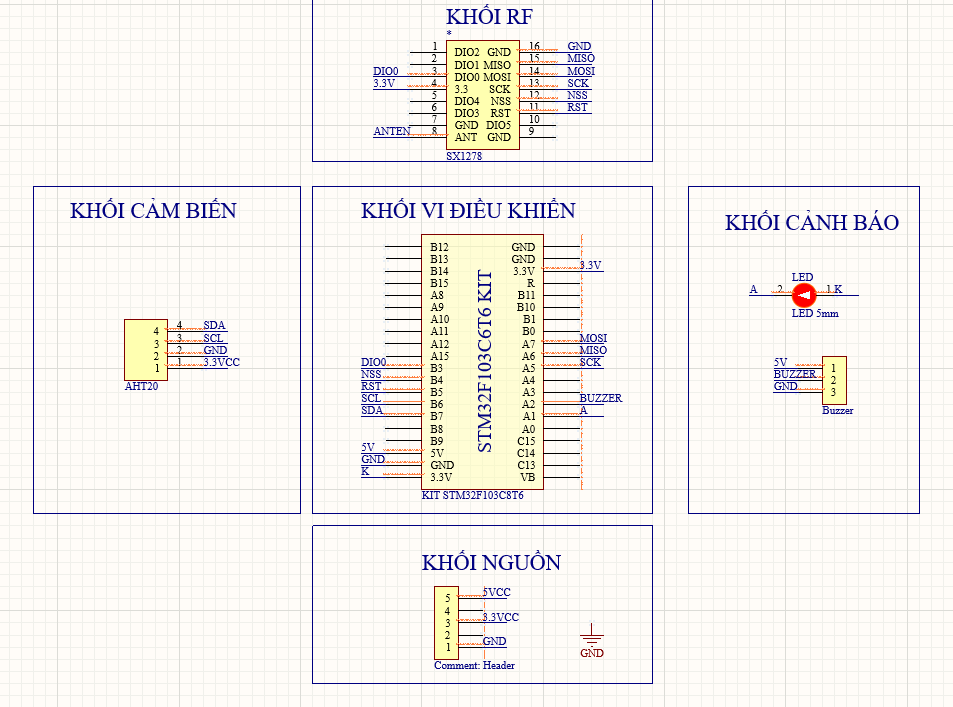 KHỐI RF
*
1 DIO2 GND 16 GND
2 DIO1 MISO 15 MISO
DIO0 3 DIO0 MOSI 14 MOSI
3.3V 4 3.3 SCK 13 SCK
5 DIO4 NSS 12 NSS
6 DIO3 RST 11 RST
7 GND DIO5 10
ANTEN 8 ANT GND 9
SX1278
KHỐI CẢM BIẾN
4 4 SDA
3 3 SCL
2 2 GND
1 1 3.3VCC
AHT20
KHỐI VI ĐIỀU KHIỂN
B12 GND
B13 GND
B14 3.3V 3.3V
B15 R
A8 B11
A9 B10
A10 B1
A11 B0
A12 A7 MOSI
A15 A6 MISO
DIO0 B3 A5 SCK
NSS B4 A4
RST B5 A3
SCL B6 A2 BUZZER
SDA B7 A1 A
B8 A0
B9 C15
5V 5V C14
GND GND C13
K 3.3V VB
STM32F103C6T6 KIT
KIT STM32F103C8T6
KHỐI CẢNH BÁO
LED
A 2 1 K
LED 5mm
5V 1
BUZZER 2
GND 3
Buzzer
KHỐI NGUỒN
5 5VCC
4
3 3.3VCC
2
1 GND
Comment: Header
GND